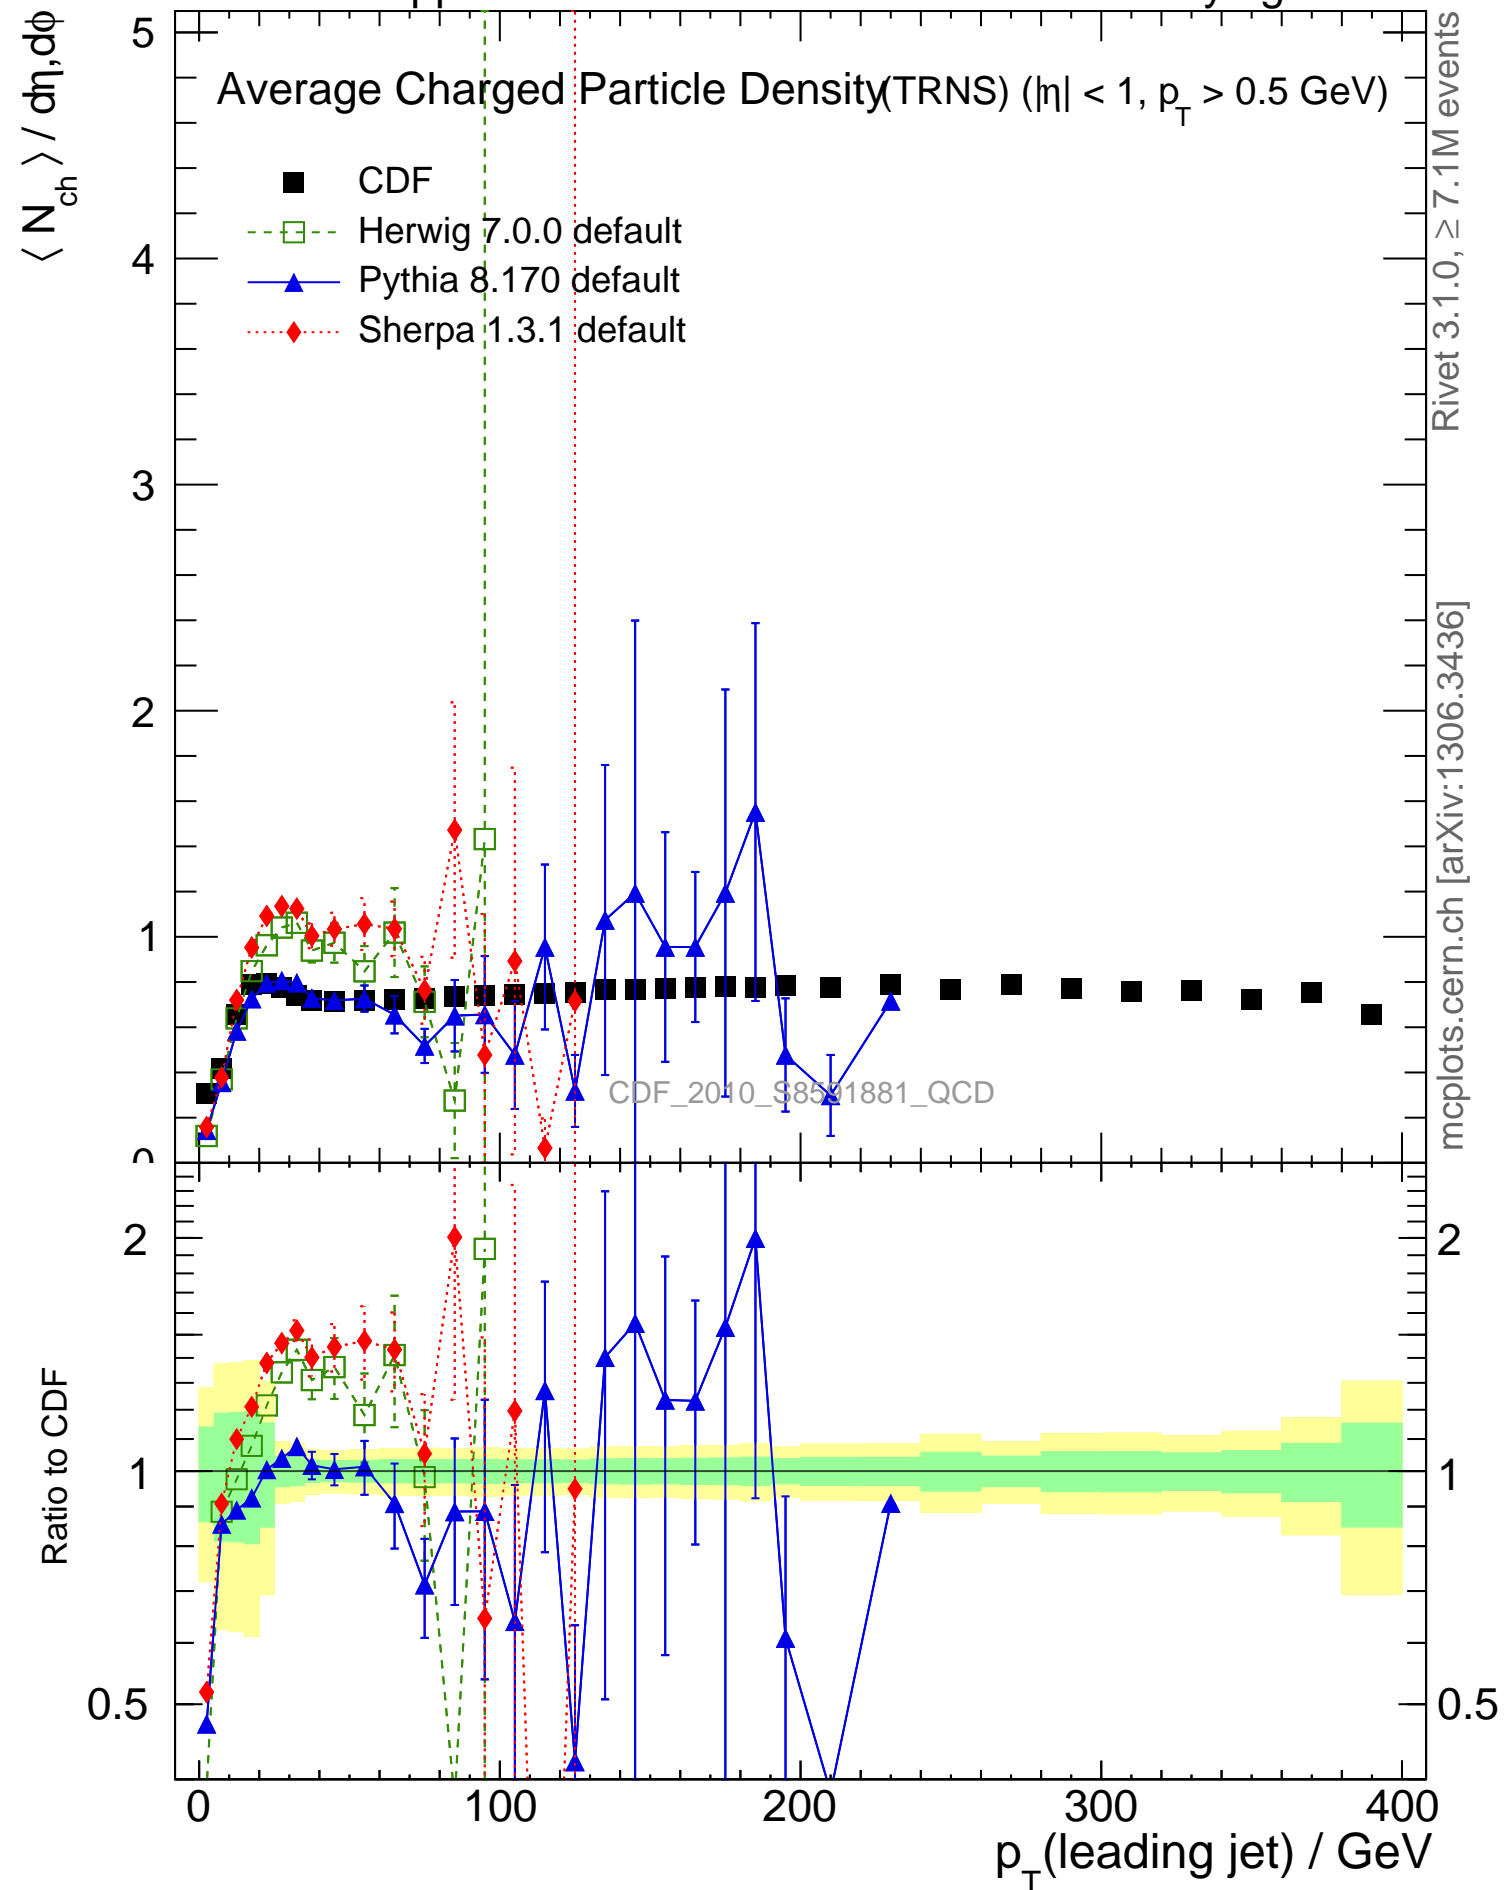 Average Charged Particle Density (TRNS) (|η| < 1, p_T > 0.5 GeV)
⟨ N_ch ⟩ / dη,dϕ
CDF
Herwig 7.0.0 default
Pythia 8.170 default
Sherpa 1.3.1 default
5
4
3
2
1
0
CDF_2010_S8591881_QCD
Rivet 3.1.0, ≥ 7.1M events
mcplots.cern.ch [arXiv:1306.3436]
Ratio to CDF
2
1
0.5
2
1
0.5
0 100 200 300 400
p_T(leading jet) / GeV